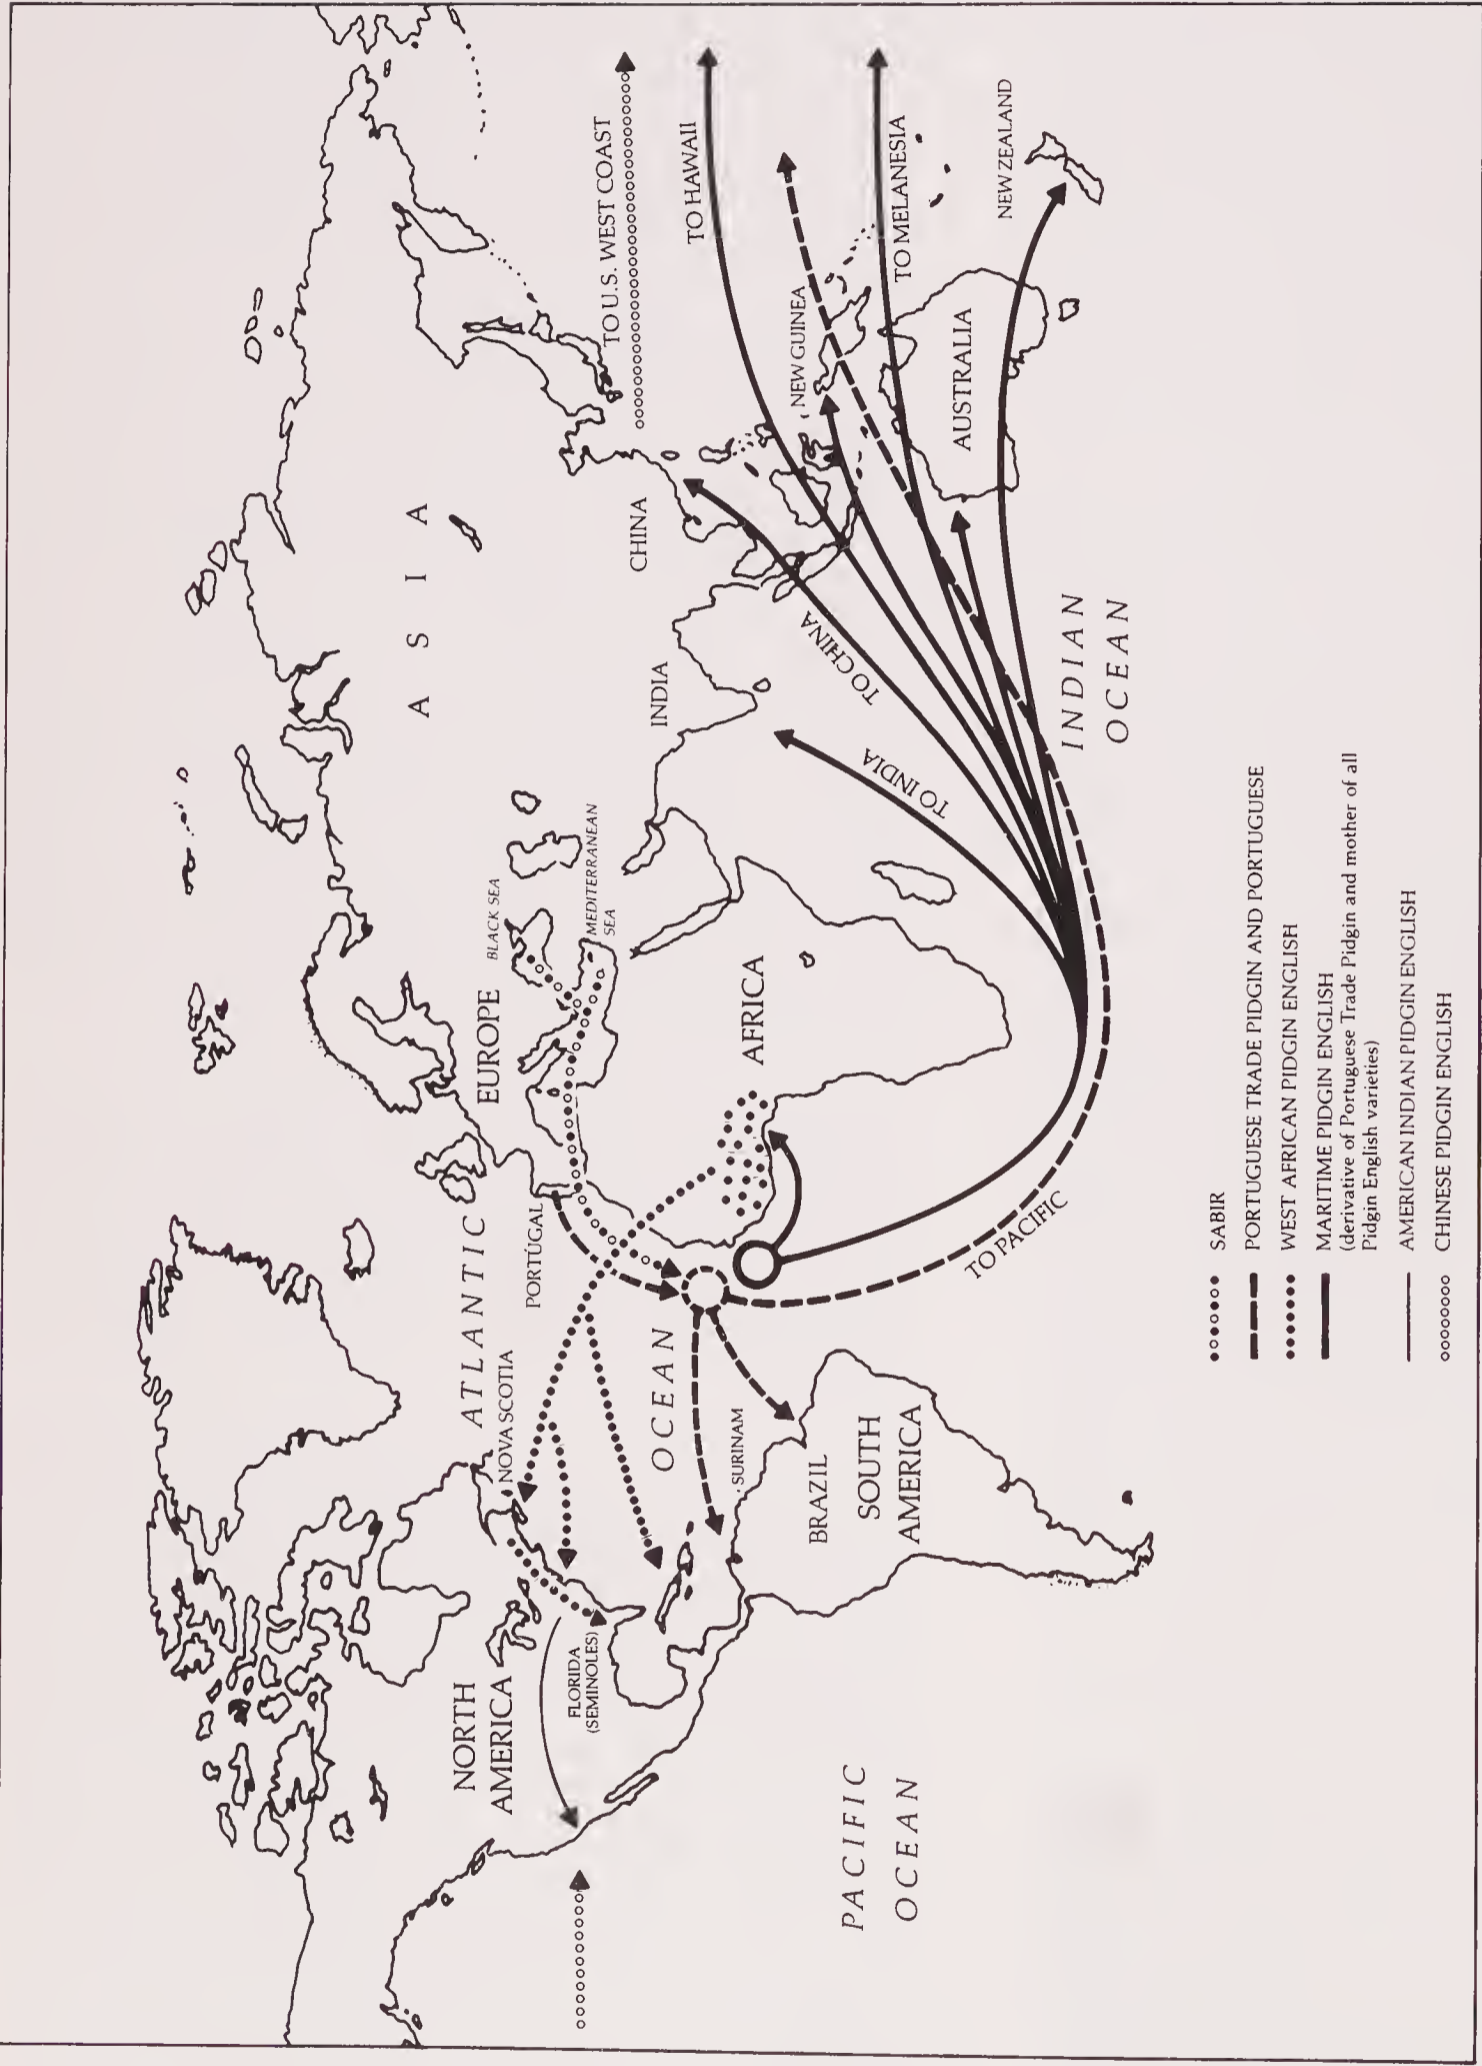 NORTH
AMERICA
FLORIDA
(SEMINOLES)
NOVA SCOTIA
ATLANTIC
OCEAN
PORTUGAL
EUROPE
BLACK SEA
MEDITERRANEAN
SEA
ASIA
AFRICA
INDIA
CHINA
TO U.S. WEST COAST
TO HAWAII
NEW GUINEA
TO MELANESIA
AUSTRALIA
NEW ZEALAND
SURINAM
BRAZIL
SOUTH
AMERICA
PACIFIC
OCEAN
TO PACIFIC
TO INDIA
TO CHINA
INDIAN
OCEAN
SABIR
PORTUGUESE TRADE PIDGIN AND PORTUGUESE
WEST AFRICAN PIDGIN ENGLISH
MARITIME PIDGIN ENGLISH
(derivative of Portuguese Trade Pidgin and mother of all
Pidgin English varieties)
AMERICAN INDIAN PIDGIN ENGLISH
CHINESE PIDGIN ENGLISH